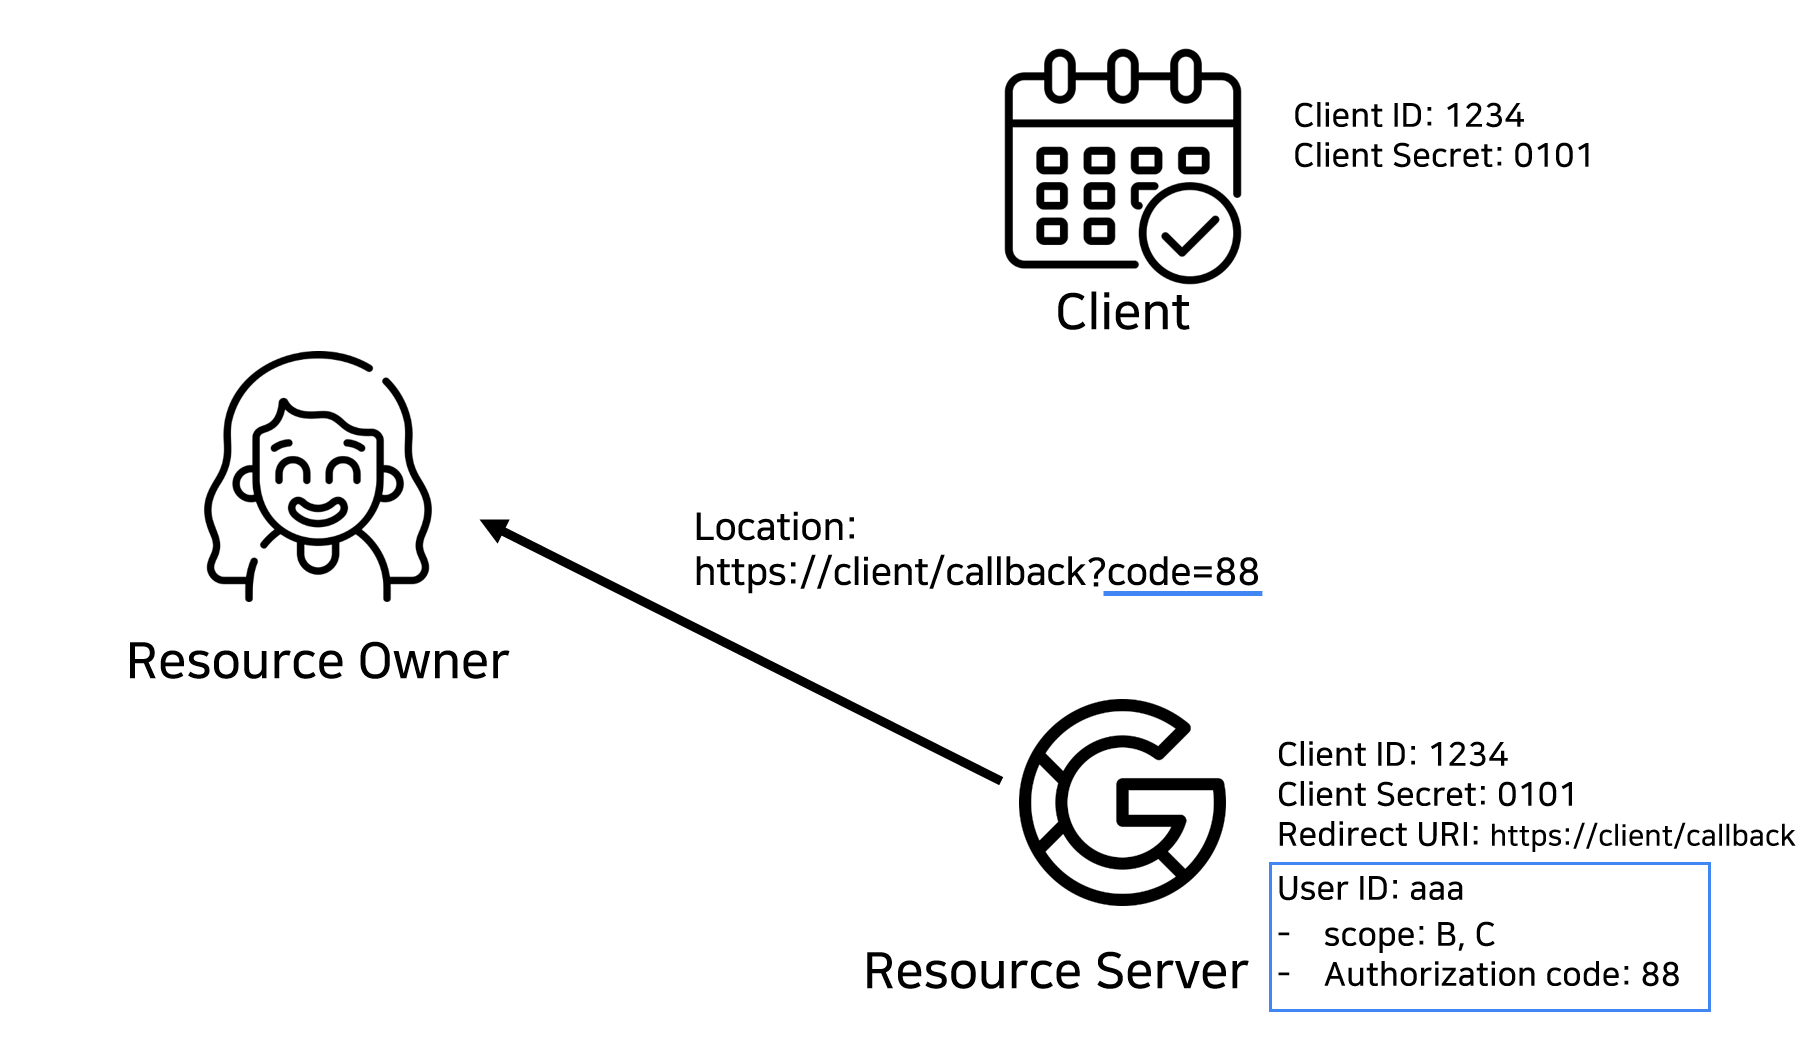 Client ID: 1234
Client Secret: 0101
Client
Location:
https://client/callback?code=88
Resource Owner
Client ID: 1234
Client Secret: 0101
Redirect URI: https://client/callback
User ID: aaa
- scope: B, C
- Authorization code: 88
Resource Server